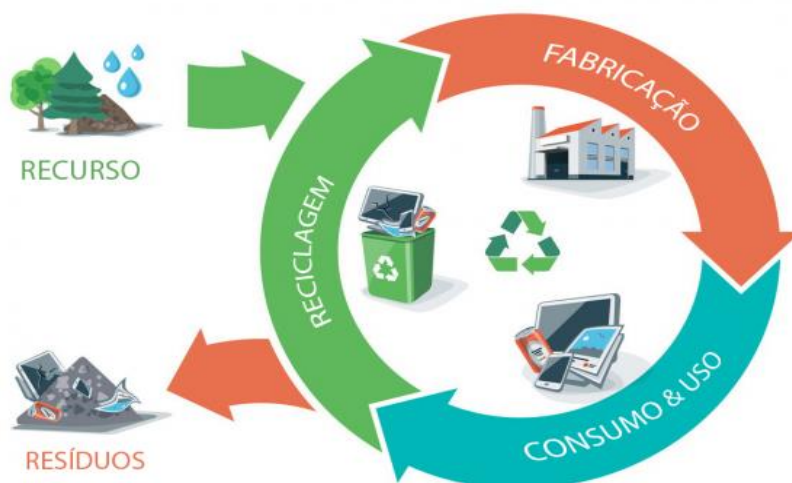 FABRICAÇÃO
RECURSO
RECICLAGEM
CONSUMO & USO
RESÍDUOS